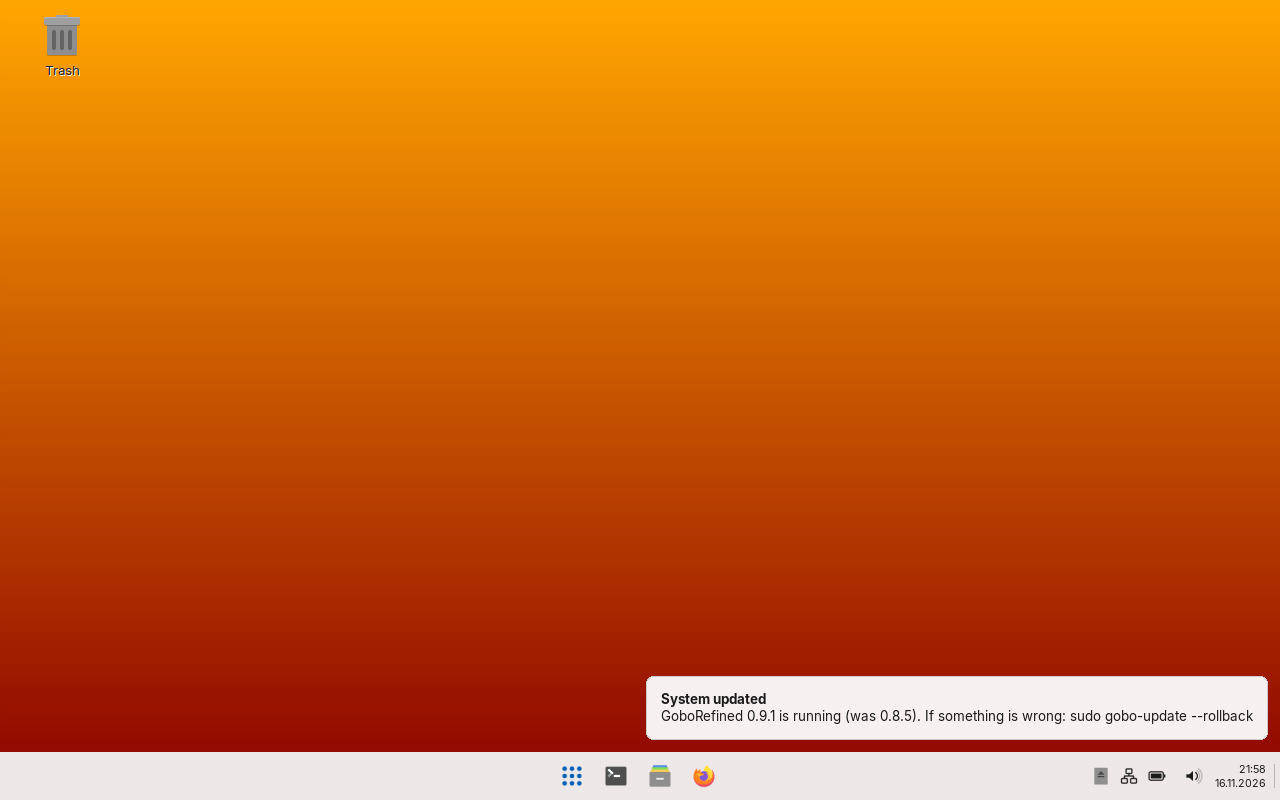 Trash
System updated
GoboRefined 0.9.1 is running (was 0.8.5). If something is wrong: sudo gobo-update --rollback
21:58
16.11.2026